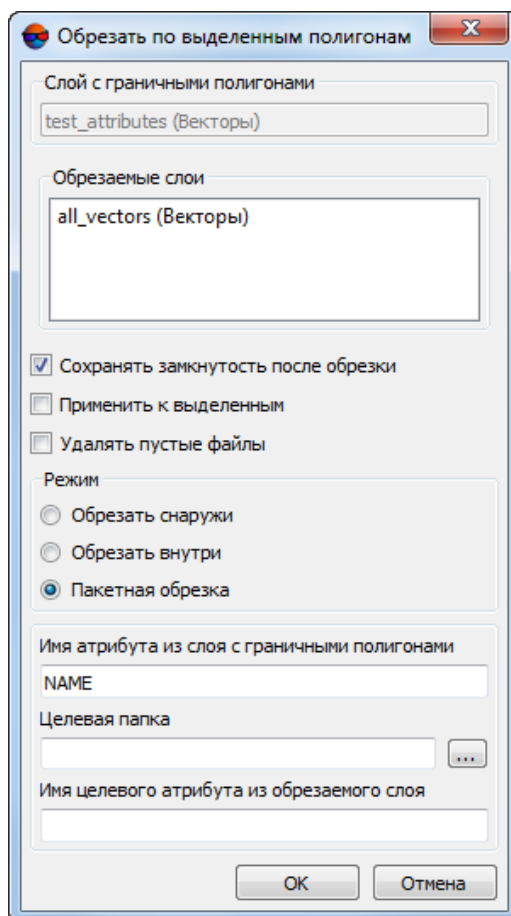 Обрезать по выделенным полигонам
Слой с граничными полигонами
test_attributes (Векторы)
Обрезаемые слои
all_vectors (Векторы)
Сохранять замкнутость после обрезки
Применить к выделенным
Удалять пустые файлы
Режим
Обрезать снаружи
Обрезать внутри
Пакетная обрезка
Имя атрибута из слоя с граничными полигонами
NAME
Целевая папка
...
Имя целевого атрибута из обрезаемого слоя
OK Отмена